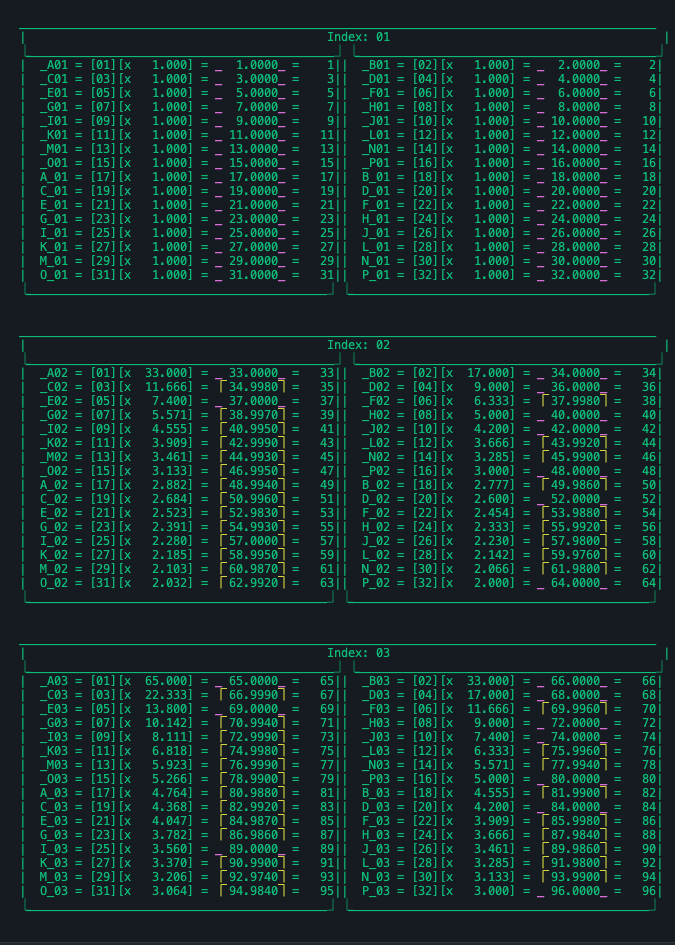 Index: 01
_A01 = [01][x 1.000] = _ 1.0000_ = 1|| _B01 = [02][x 1.000] = _ 2.0000_ = 2|
_C01 = [03][x 1.000] = _ 3.0000_ = 3|| _D01 = [04][x 1.000] = _ 4.0000_ = 4|
_E01 = [05][x 1.000] = _ 5.0000_ = 5|| _F01 = [06][x 1.000] = _ 6.0000_ = 6|
_G01 = [07][x 1.000] = _ 7.0000_ = 7|| _H01 = [08][x 1.000] = _ 8.0000_ = 8|
_I01 = [09][x 1.000] = _ 9.0000_ = 9|| _J01 = [10][x 1.000] = _ 10.0000_ = 10|
_K01 = [11][x 1.000] = _ 11.0000_ = 11|| _L01 = [12][x 1.000] = _ 12.0000_ = 12|
_M01 = [13][x 1.000] = _ 13.0000_ = 13|| _N01 = [14][x 1.000] = _ 14.0000_ = 14|
_O01 = [15][x 1.000] = _ 15.0000_ = 15|| _P01 = [16][x 1.000] = _ 16.0000_ = 16|
A_01 = [17][x 1.000] = _ 17.0000_ = 17|| B_01 = [18][x 1.000] = _ 18.0000_ = 18|
C_01 = [19][x 1.000] = _ 19.0000_ = 19|| D_01 = [20][x 1.000] = _ 20.0000_ = 20|
E_01 = [21][x 1.000] = _ 21.0000_ = 21|| F_01 = [22][x 1.000] = _ 22.0000_ = 22|
G_01 = [23][x 1.000] = _ 23.0000_ = 23|| H_01 = [24][x 1.000] = _ 24.0000_ = 24|
I_01 = [25][x 1.000] = _ 25.0000_ = 25|| J_01 = [26][x 1.000] = _ 26.0000_ = 26|
K_01 = [27][x 1.000] = _ 27.0000_ = 27|| L_01 = [28][x 1.000] = _ 28.0000_ = 28|
M_01 = [29][x 1.000] = _ 29.0000_ = 29|| N_01 = [30][x 1.000] = _ 30.0000_ = 30|
O_01 = [31][x 1.000] = _ 31.0000_ = 31|| P_01 = [32][x 1.000] = _ 32.0000_ = 32|
Index: 02
_A02 = [01][x 33.000] = _ 33.0000_ = 33|| _B02 = [02][x 17.000] = _ 34.0000_ = 34|
_C02 = [03][x 11.666] = ⎡34.9980⎤ = 35|| _D02 = [04][x 9.000] = _ 36.0000_ = 36|
_E02 = [05][x 7.400] = _ 37.0000_ = 37|| _F02 = [06][x 6.333] = ⎡37.9980⎤ = 38|
_G02 = [07][x 5.571] = ⎡38.9970⎤ = 39|| _H02 = [08][x 5.000] = _ 40.0000_ = 40|
_I02 = [09][x 4.555] = ⎡40.9950⎤ = 41|| _J02 = [10][x 4.200] = _ 42.0000_ = 42|
_K02 = [11][x 3.909] = ⎡42.9990⎤ = 43|| _L02 = [12][x 3.666] = ⎡43.9920⎤ = 44|
_M02 = [13][x 3.461] = ⎡44.9930⎤ = 45|| _N02 = [14][x 3.285] = ⎡45.9900⎤ = 46|
_O02 = [15][x 3.133] = ⎡46.9950⎤ = 47|| _P02 = [16][x 3.000] = _ 48.0000_ = 48|
A_02 = [17][x 2.882] = ⎡48.9940⎤ = 49|| B_02 = [18][x 2.777] = ⎡49.9860⎤ = 50|
C_02 = [19][x 2.684] = ⎡50.9960⎤ = 51|| D_02 = [20][x 2.600] = _ 52.0000_ = 52|
E_02 = [21][x 2.523] = ⎡52.9830⎤ = 53|| F_02 = [22][x 2.454] = ⎡53.9880⎤ = 54|
G_02 = [23][x 2.391] = ⎡54.9930⎤ = 55|| H_02 = [24][x 2.333] = ⎡55.9920⎤ = 56|
I_02 = [25][x 2.280] = _ 57.0000_ = 57|| J_02 = [26][x 2.230] = ⎡57.9800⎤ = 58|
K_02 = [27][x 2.185] = ⎡58.9950⎤ = 59|| L_02 = [28][x 2.142] = ⎡59.9760⎤ = 60|
M_02 = [29][x 2.103] = ⎡60.9870⎤ = 61|| N_02 = [30][x 2.066] = ⎡61.9800⎤ = 62|
O_02 = [31][x 2.032] = ⎡62.9920⎤ = 63|| P_02 = [32][x 2.000] = _ 64.0000_ = 64|
Index: 03
_A03 = [01][x 65.000] = _ 65.0000_ = 65|| _B03 = [02][x 33.000] = _ 66.0000_ = 66|
_C03 = [03][x 22.333] = ⎡66.9990⎤ = 67|| _D03 = [04][x 17.000] = _ 68.0000_ = 68|
_E03 = [05][x 13.800] = _ 69.0000_ = 69|| _F03 = [06][x 11.666] = ⎡69.9960⎤ = 70|
_G03 = [07][x 10.142] = ⎡70.9940⎤ = 71|| _H03 = [08][x 9.000] = _ 72.0000_ = 72|
_I03 = [09][x 8.111] = ⎡72.9990⎤ = 73|| _J03 = [10][x 7.400] = _ 74.0000_ = 74|
_K03 = [11][x 6.818] = ⎡74.9980⎤ = 75|| _L03 = [12][x 6.333] = ⎡75.9960⎤ = 76|
_M03 = [13][x 5.923] = ⎡76.9990⎤ = 77|| _N03 = [14][x 5.571] = ⎡77.9940⎤ = 78|
_O03 = [15][x 5.266] = ⎡78.9900⎤ = 79|| _P03 = [16][x 5.000] = _ 80.0000_ = 80|
A_03 = [17][x 4.764] = ⎡80.9880⎤ = 81|| B_03 = [18][x 4.555] = ⎡81.9900⎤ = 82|
C_03 = [19][x 4.368] = ⎡82.9920⎤ = 83|| D_03 = [20][x 4.200] = _ 84.0000_ = 84|
E_03 = [21][x 4.047] = ⎡84.9870⎤ = 85|| F_03 = [22][x 3.909] = ⎡85.9980⎤ = 86|
G_03 = [23][x 3.782] = ⎡86.9860⎤ = 87|| H_03 = [24][x 3.666] = ⎡87.9840⎤ = 88|
I_03 = [25][x 3.560] = _ 89.0000_ = 89|| J_03 = [26][x 3.461] = ⎡89.9860⎤ = 90|
K_03 = [27][x 3.370] = ⎡90.9900⎤ = 91|| L_03 = [28][x 3.285] = ⎡91.9800⎤ = 92|
M_03 = [29][x 3.206] = ⎡92.9740⎤ = 93|| N_03 = [30][x 3.133] = ⎡93.9900⎤ = 94|
O_03 = [31][x 3.064] = ⎡94.9840⎤ = 95|| P_03 = [32][x 3.000] = _ 96.0000_ = 96|